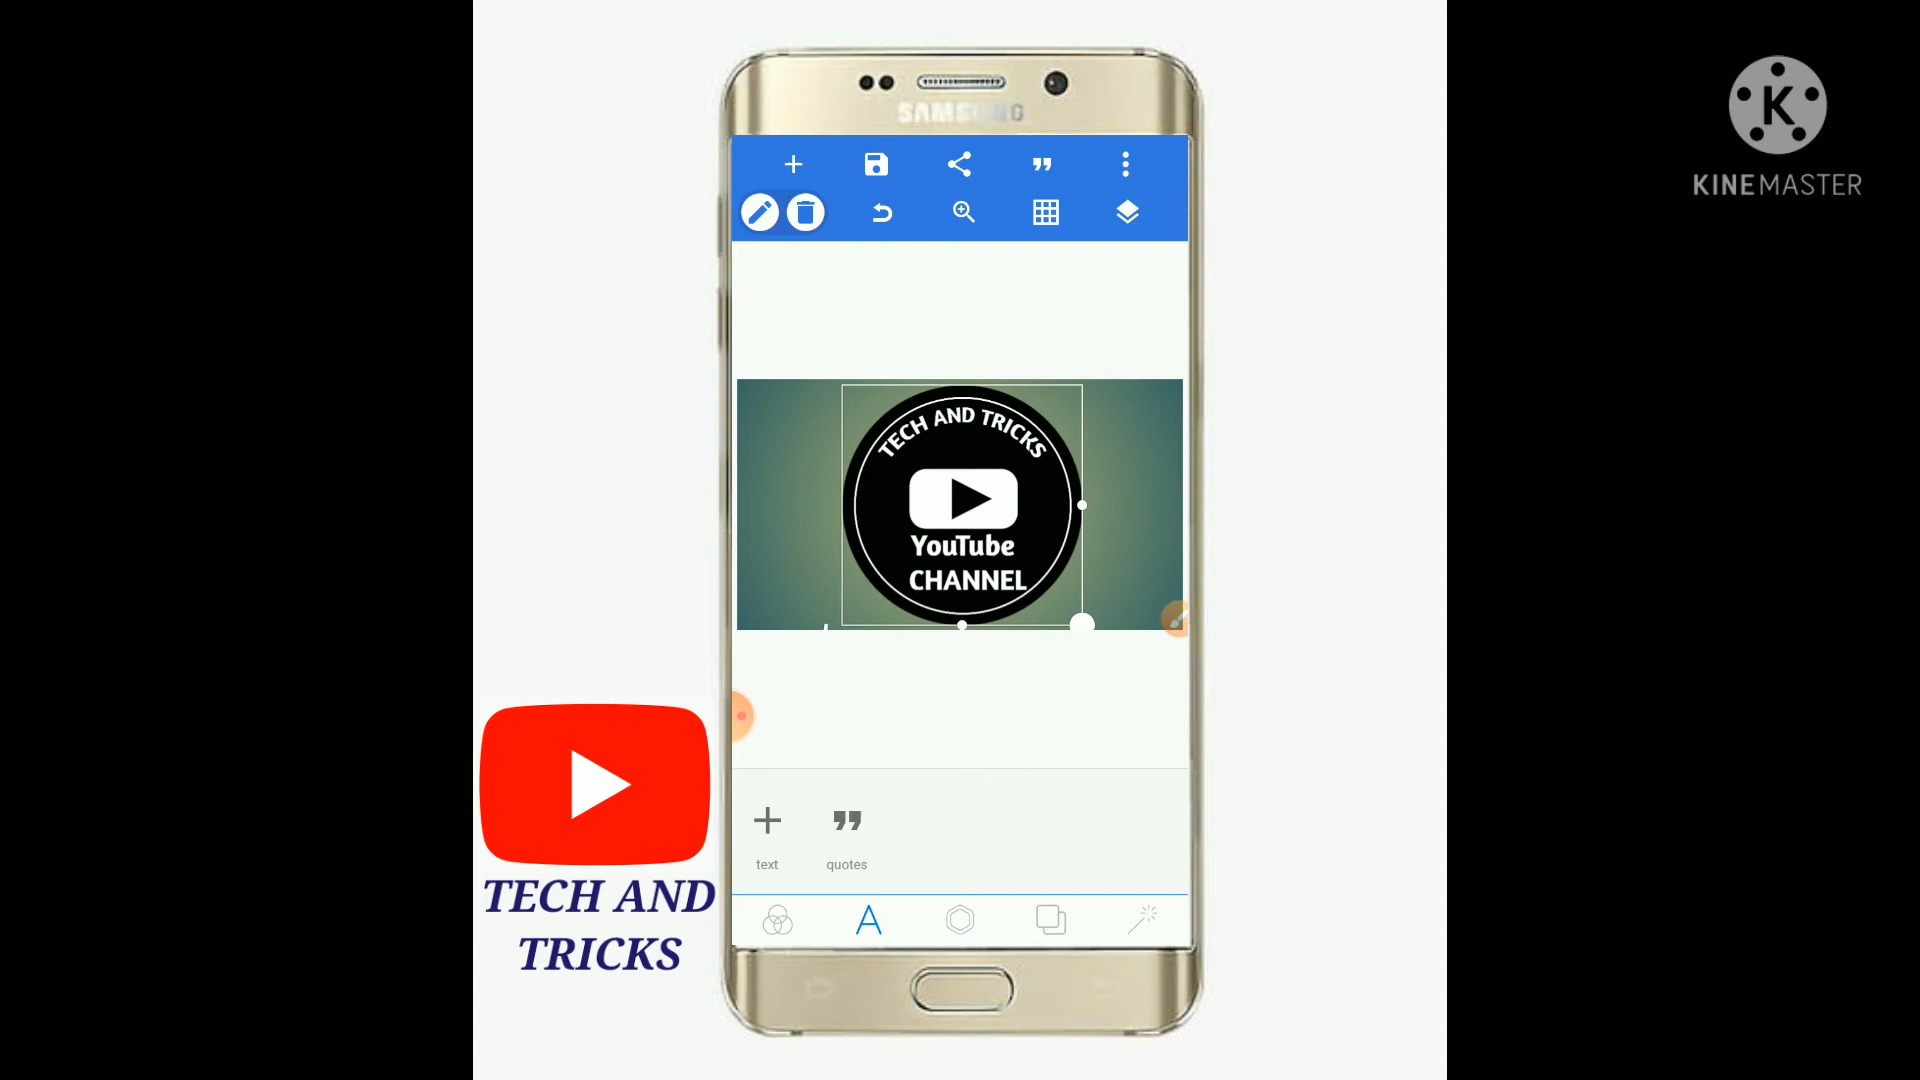 SAMSUNG
KINEMASTER
K
TECH AND TRICKS
YouTube
CHANNEL
text
quotes
TECH AND
TRICKS